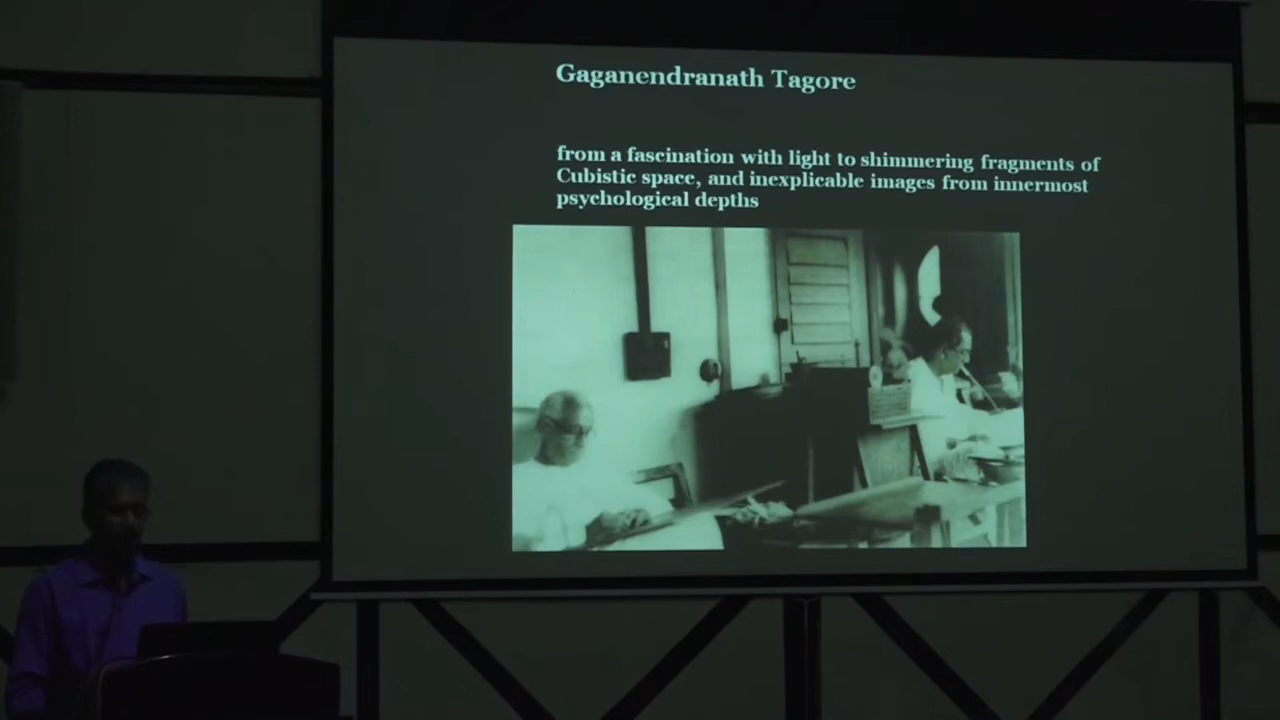 Gaganendranath Tagore
from a fascination with light to shimmering fragments of
Cubistic space, and inexplicable images from innermost
psychological depths